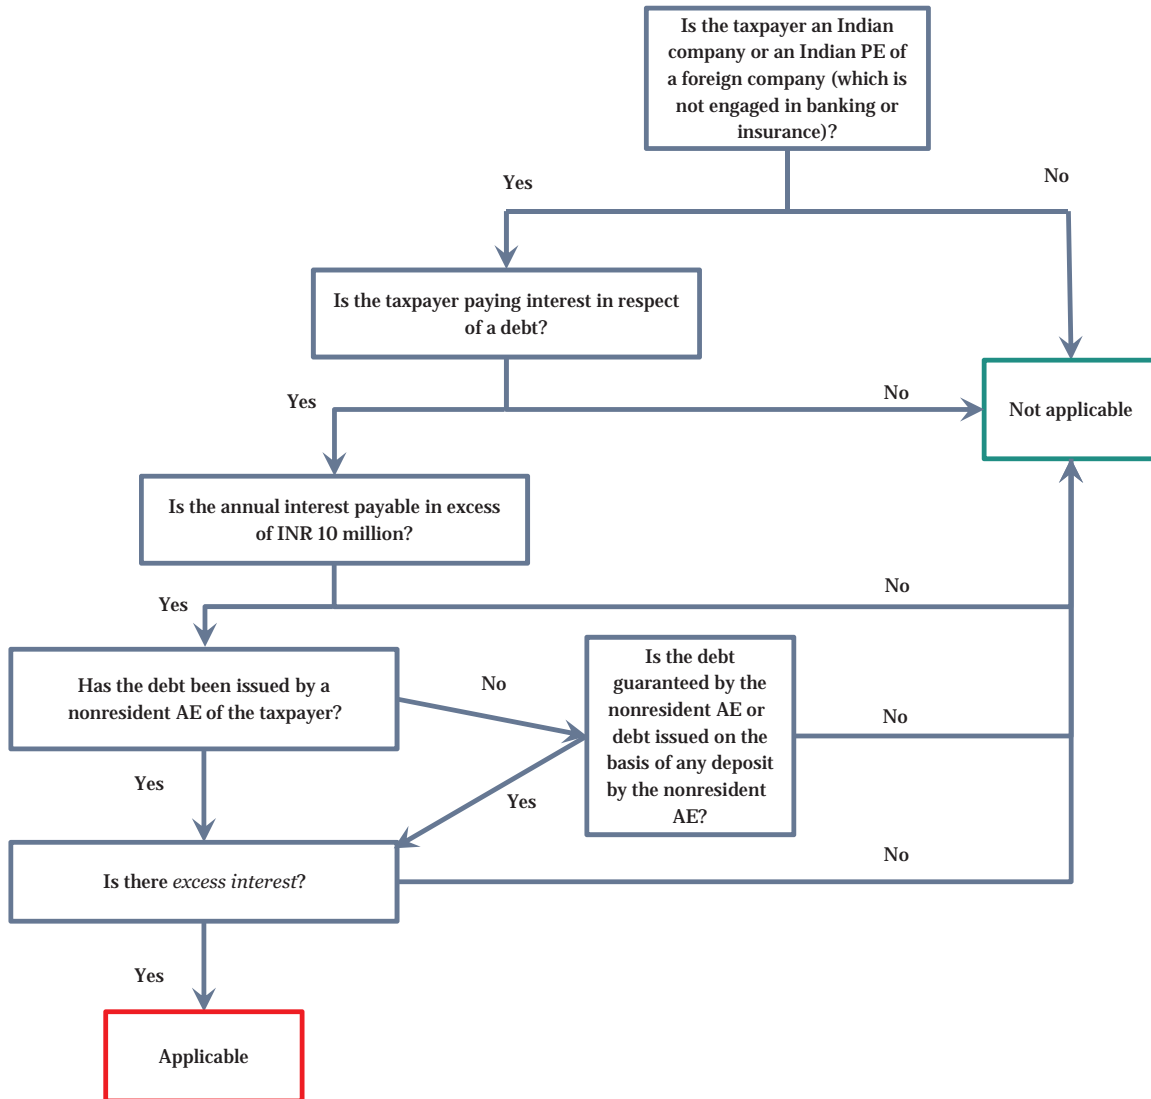 Is the taxpayer an Indian
company or an Indian PE of
a foreign company (which is
not engaged in banking or
insurance)?
Yes
No
Is the taxpayer paying interest in respect
of a debt?
Yes
No
Not applicable
Is the annual interest payable in excess
of INR 10 million?
Yes
No
Has the debt been issued by a
nonresident AE of the taxpayer?
No
Is the debt
guaranteed by the
nonresident AE or
debt issued on the
basis of any deposit
by the nonresident
AE?
No
Yes
Yes
Is there excess interest?
No
Yes
Applicable